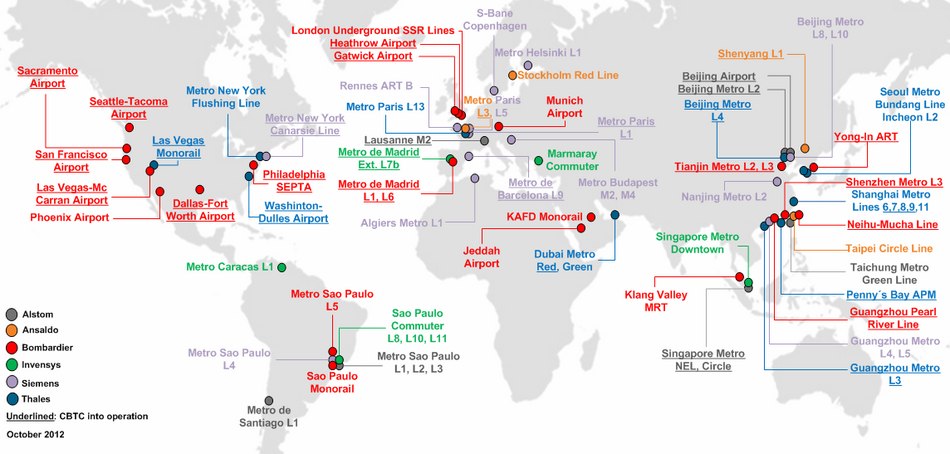 S-Bane
Copenhagen
London Underground SSR Lines
Heathrow Airport
Gatwick Airport
Metro Helsinki L1
Stockholm Red Line
Rennes ART B
Metro Paris L13
Metro Paris
L3, L5
Munich
Airport
Metro Paris
L1
Lausanne M2
Metro de Madrid
Ext. L7b
Metro de Madrid
L1, L6
Marmaray
Commuter
Metro de
Barcelona L9
Metro Budapest
M2, M4
Algiers Metro L1
KAFD Monorail
Jeddah
Airport
Dubai Metro
Red, Green
Sacramento
Airport
Seattle-Tacoma
Airport
Metro New York
Flushing Line
Metro New York
Canarsie Line
Las Vegas
Monorail
San Francisco
Airport
Las Vegas-Mc
Carran Airport
Phoenix Airport
Dallas-Fort
Worth Airport
Philadelphia
SEPTA
Washinton-
Dulles Airport
Metro Caracas L1
Metro Sao Paulo
L5
Sao Paulo
Commuter
L8, L10, L11
Metro Sao Paulo
L4
Metro Sao Paulo
L1, L2, L3
Sao Paulo
Monorail
Metro de
Santiago L1
Beijing Metro
L8, L10
Shenyang L1
Beijing Airport
Beijing Metro L2
Beijing Metro
L4
Seoul Metro
Bundang Line
Incheon L2
Yong-In ART
Tianjin Metro L2, L3
Shenzhen Metro L3
Nanjing Metro L2
Shanghai Metro
Lines 6,7,8,9,11
Neihu-Mucha Line
Singapore Metro
Downtown
Taipei Circle Line
Taichung Metro
Green Line
Klang Valley
MRT
Penny´s Bay APM
Guangzhou Pearl
River Line
Singapore Metro
NEL, Circle
Guangzhou Metro
L4, L5
Guangzhou Metro
L3
Alstom
Ansaldo
Bombardier
Invensys
Siemens
Thales
Underlined: CBTC into operation
October 2012